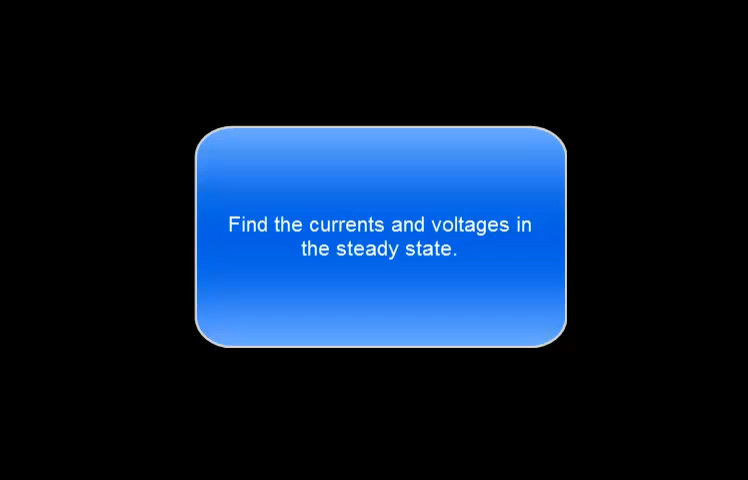 Find the currents and voltages in
the steady state.